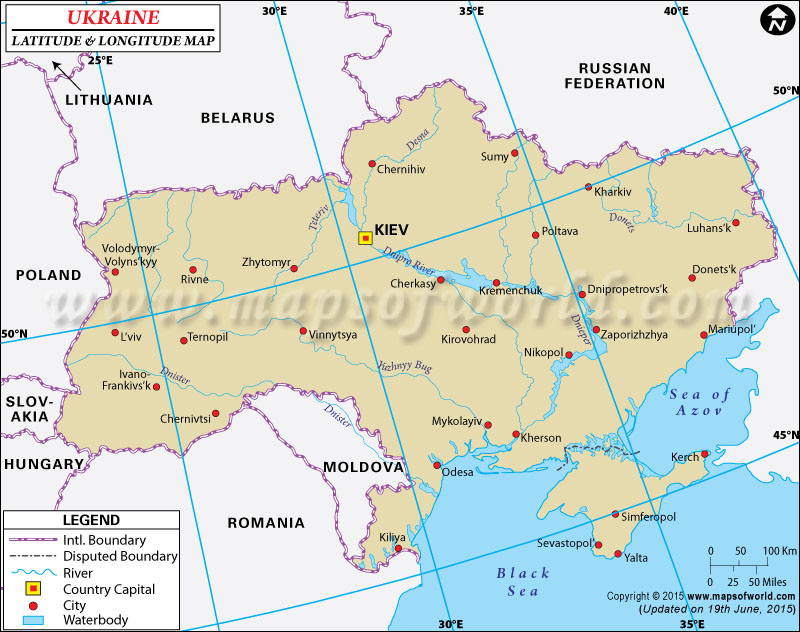 UKRAINE
LATITUDE & LONGITUDE MAP
25°E
30°E
35°E
40°E
N
LITHUANIA
BELARUS
RUSSIAN
FEDERATION
50°N
Desna
Sumy
Chernihiv
Kharkiv
Donets
Teteriv
KIEV
Poltava
Luhans'k
Volodymyr-
Volyns'kyy
POLAND
Rivne
Zhytomyr
Dnipro River
Cherkasy
Kremenchuk
Donets'k
Dnipropetrovs'k
www.mapsofworld.com
50°N
L'viv
Ternopil
Vinnytsya
Kirovohrad
Dnieper
Zaporizhzhya
Mariupol'
Nikopol
Ivano-
Frankivs'k
Dnister
Yuzhnyy Bug
Sea of
Azov
SLOV-
AKIA
Chernivtsi
Dnister
Mykolayiv
Kherson
45°N
HUNGARY
MOLDOVA
Odesa
Kerch
ROMANIA
Simferopol
Kiliya
Sevastopol'
Yalta
Black
Sea
LEGEND
Intl. Boundary
Disputed Boundary
River
Country Capital
City
Waterbody
0 50 100 Km
0 25 50 Miles
Copyright © 2015 www.mapsofworld.com
(Updated on 19th June, 2015)
30°E
35°E